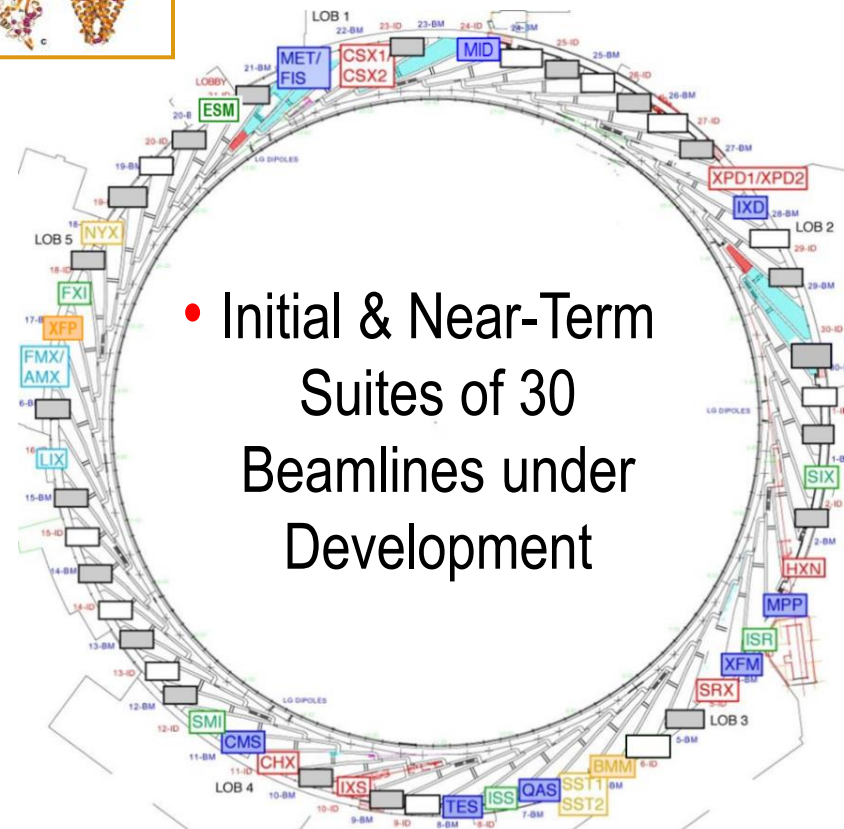 c
LOB 1
22-BM
23-ID
23-BM
24-ID
25-ID
25-BM
26-ID
26-BM
27-ID
27-BM
MET/
FIS
CSX1/
CSX2
MID
21-BM
LOBBY
ESM
20-ID
19-BM
LG DIPOLES
XPD1/XPD2
IXD
28-BM
LOB 2
29-ID
29-BM
30-ID
NYX
LOB 5
18-ID
FXI
XFP
FMX/
AMX
LIX
15-BM
15-ID
14-BM
14-ID
13-BM
13-ID
12-BM
12-ID
• Initial & Near-Term
Suites of 30
Beamlines under
Development
LG DIPOLES
SIX
2-ID
2-BM
HXN
MPP
ISR
XFM
SRX
LOB 3
5-BM
6-ID
LG DIPOLES
SMI
CMS
11-BM
CHX
11-ID
LOB 4
10-BM
IXS
10-ID
9-BM
9-ID
TES
8-BM
ISS
8-ID
QAS
7-BM
SST1
SST2
BMM